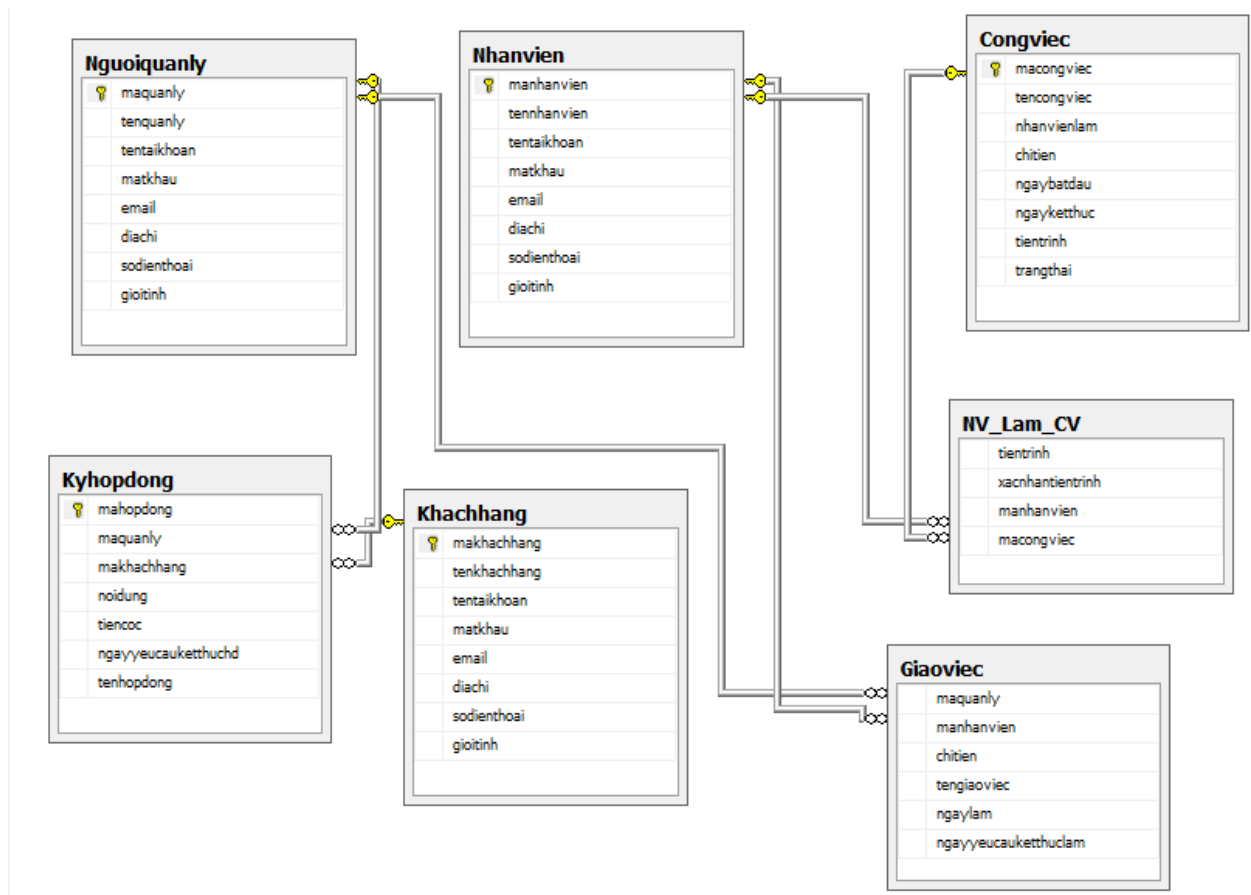 Nguoiquanly
maquanly
tenquanly
tentaikhoan
matkhau
email
diachi
sodienthoai
gioitinh
Nhanvien
manhanvien
tennhanvien
tentaikhoan
matkhau
email
diachi
sodienthoai
gioitinh
Congviec
macongviec
tencongviec
nhanvienlam
chitien
ngaybatdau
ngayketthuc
tientrinh
trangthai
Kyhopdong
mahopdong
maquanly
makhachhang
noidung
tiencoc
ngayyeucauketthuchd
tenhopdong
Khachhang
makhachhang
tenkhachhang
tentaikhoan
matkhau
email
diachi
sodienthoai
gioitinh
NV_Lam_CV
tientrinh
xacnhantientrinh
manhanvien
macongviec
Giaoviec
maquanly
manhanvien
chitien
tengiaoviec
ngaylam
ngayyeucauketthuclam